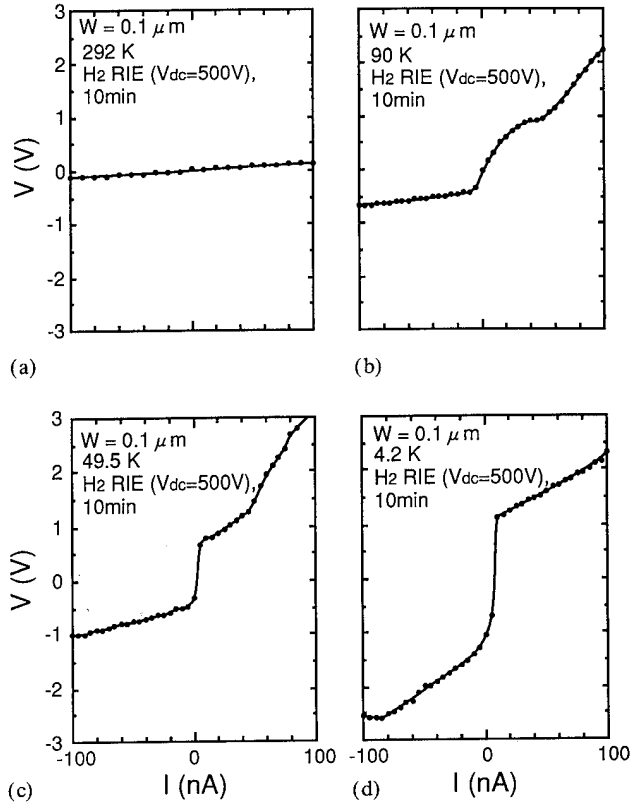 W = 0.1 μm
292 K
H2 RIE (Vdc=500V),
10min
3
2
1
0
-1
-2
-3
V (V)
(a)
W = 0.1 μm
90 K
H2 RIE (Vdc=500V),
10min
(b)
W = 0.1 μm
49.5 K
H2 RIE (Vdc=500V),
10min
3
2
1
0
-1
-2
-3
V (V)
-100
0
100
I (nA)
(c)
W = 0.1 μm
4.2 K
H2 RIE (Vdc=500V),
10min
-100
0
100
I (nA)
(d)